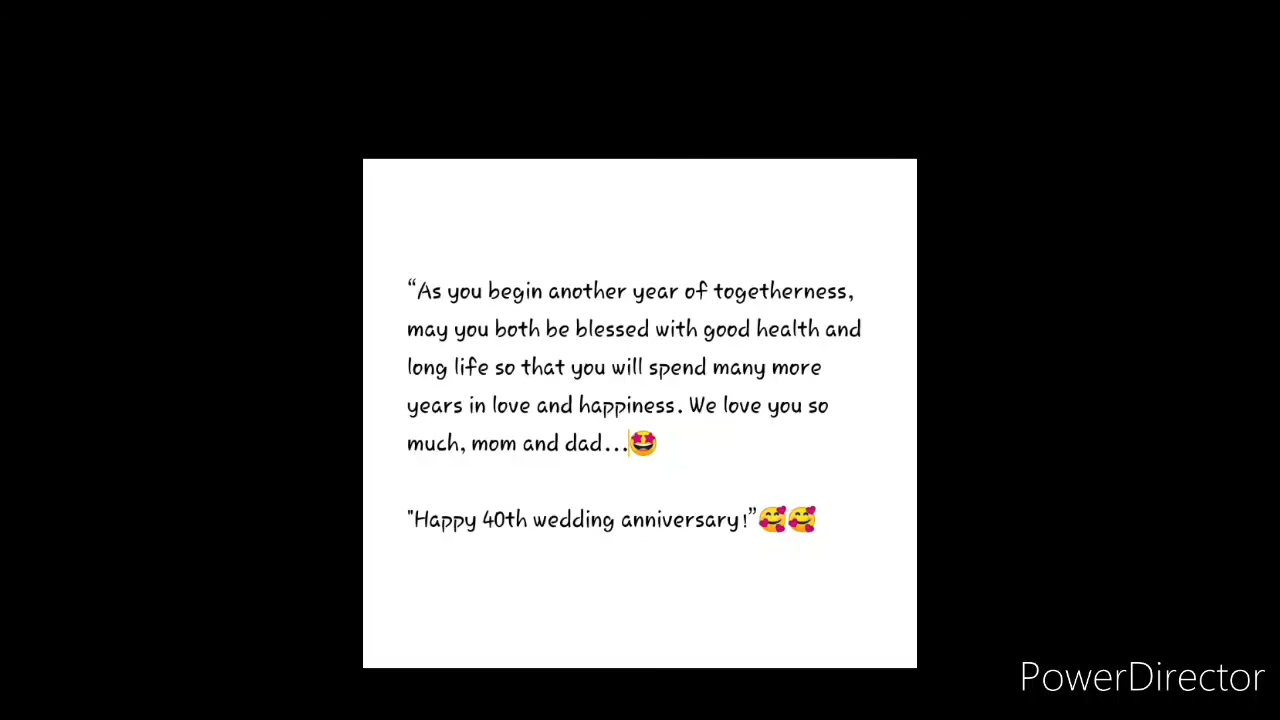 “As you begin another year of togetherness,
may you both be blessed with good health and
long life so that you will spend many more
years in love and happiness. We love you so
much, mom and dad...🤩
"Happy 40th wedding anniversary!”🥰🥰
PowerDirector